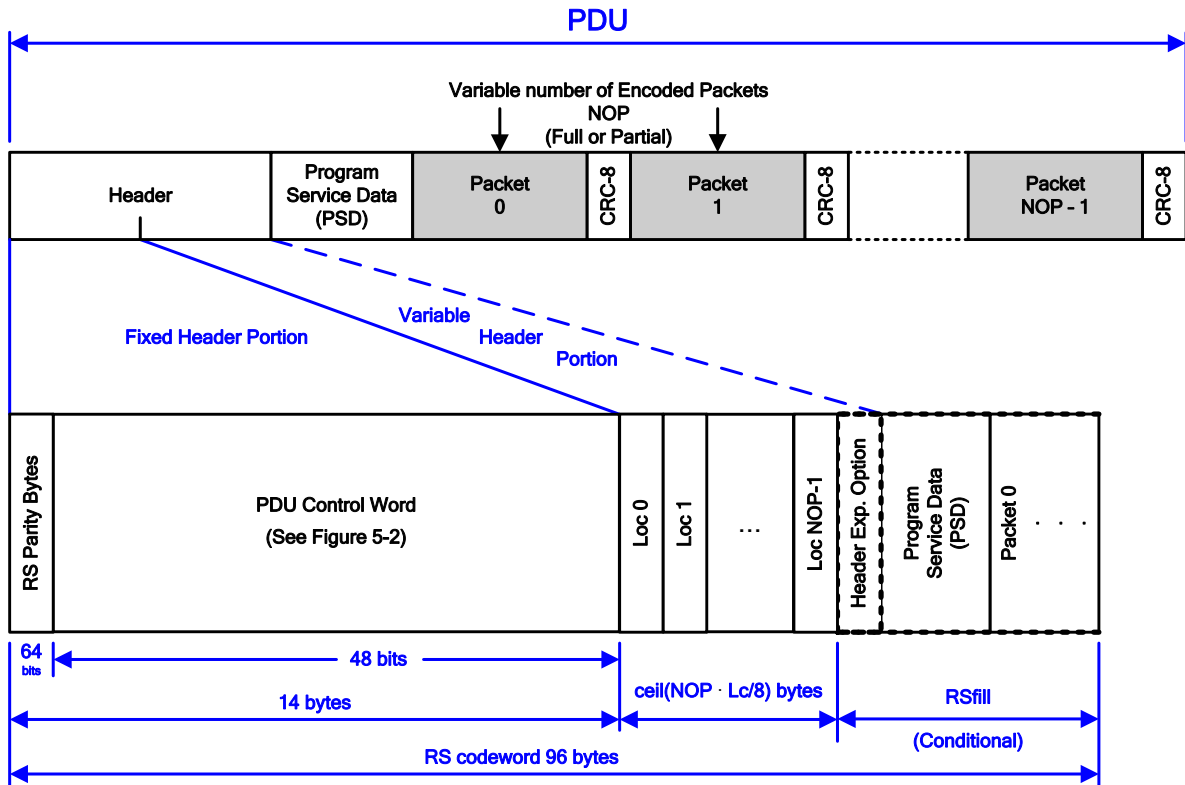 PDU
Variable number of Encoded Packets
NOP
(Full or Partial)
Header
Program
Service Data
(PSD)
Packet
0
CRC-8
Packet
1
CRC-8
Packet
NOP - 1
CRC-8
Fixed Header Portion
Variable
Header
Portion
RS Parity Bytes
PDU Control Word
(See Figure 5-2)
Loc 0
Loc 1
...
Loc NOP-1
Header Exp. Option
Program
Service Data
(PSD)
Packet 0
. . .
64
bits
48 bits
14 bytes
ceil(NOP · Lc/8) bytes
RSfill
(Conditional)
RS codeword 96 bytes